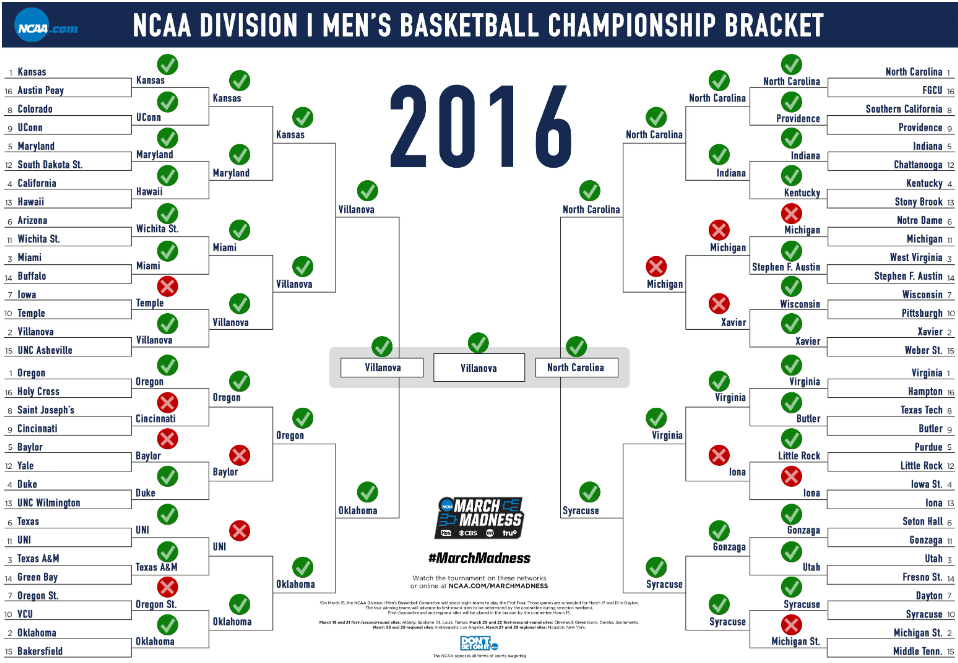 NCAA.com
NCAA DIVISION I MEN'S BASKETBALL CHAMPIONSHIP BRACKET
2016
1 Kansas
16 Austin Peay
8 Colorado
9 UConn
5 Maryland
12 South Dakota St.
4 California
13 Hawaii
6 Arizona
11 Wichita St.
3 Miami
14 Buffalo
7 Iowa
10 Temple
2 Villanova
15 UNC Asheville
1 Oregon
16 Holy Cross
8 Saint Joseph's
9 Cincinnati
5 Baylor
12 Yale
4 Duke
13 UNC Wilmington
6 Texas
11 UNI
3 Texas A&M
14 Green Bay
7 Oregon St.
10 VCU
2 Oklahoma
15 Bakersfield
Kansas
UConn
Maryland
Hawaii
Wichita St.
Miami
Temple
Villanova
Oregon
Cincinnati
Baylor
Duke
UNI
Texas A&M
Oregon St.
Oklahoma
Kansas
Maryland
Miami
Villanova
Oregon
Baylor
UNI
Oklahoma
Kansas
Villanova
Oregon
Oklahoma
Villanova
Oklahoma
Villanova
Villanova
North Carolina
North Carolina
Syracuse
North Carolina
Michigan
Virginia
Syracuse
North Carolina
Indiana
Michigan
Xavier
Virginia
Iona
Gonzaga
Syracuse
North Carolina
Providence
Indiana
Kentucky
Michigan
Stephen F. Austin
Wisconsin
Xavier
Virginia
Butler
Little Rock
Iona
Gonzaga
Utah
Syracuse
Michigan St.
North Carolina 1
FGCU 16
Southern California 8
Providence 9
Indiana 5
Chattanooga 12
Kentucky 4
Stony Brook 13
Notre Dame 6
Michigan 11
West Virginia 3
Stephen F. Austin 14
Wisconsin 7
Pittsburgh 10
Xavier 2
Weber St. 15
Virginia 1
Hampton 16
Texas Tech 8
Butler 9
Purdue 5
Little Rock 12
Iowa St. 4
Iona 13
Seton Hall 6
Gonzaga 11
Utah 3
Fresno St. 14
Dayton 7
Syracuse 10
Michigan St. 2
Middle Tenn. 15
NCAA
MARCH
MADNESS
CBS tnt tru
#MarchMadness
Watch the tournament on these networks
or online at NCAA.COM/MARCHMADNESS
DON'T
BET ON IT
The NCAA opposes all forms of sports wagering